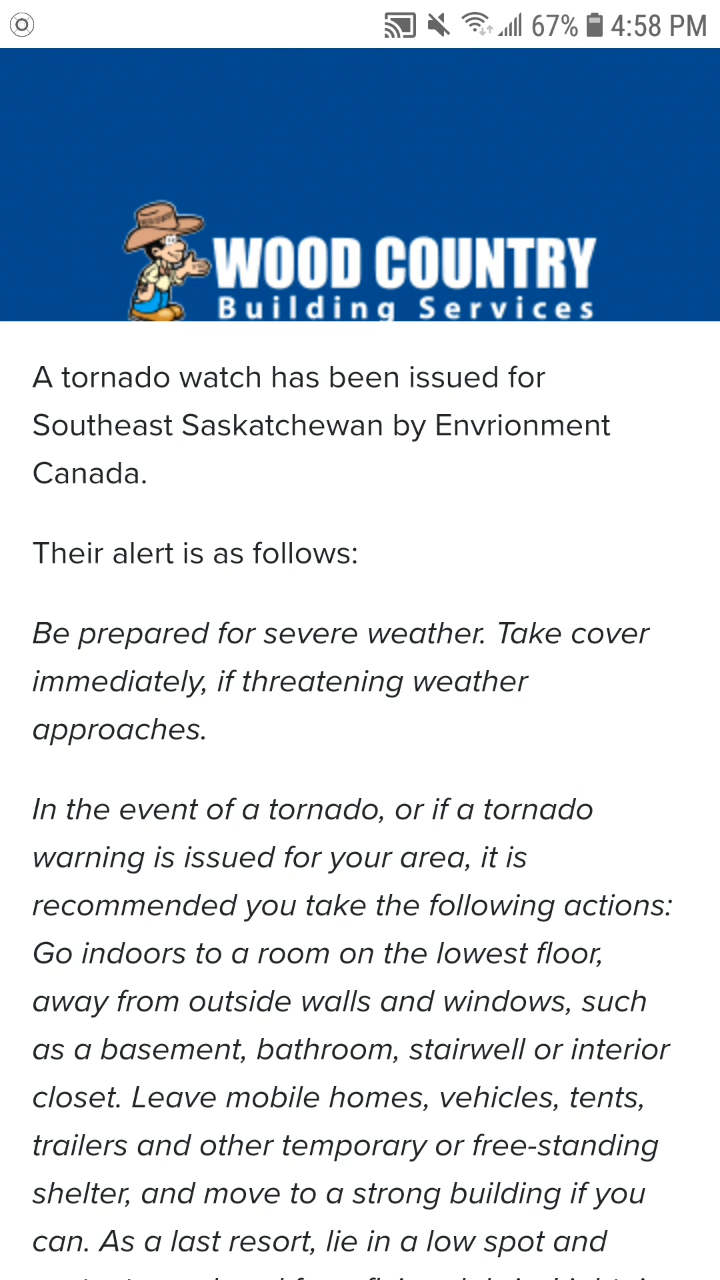 67% 4:58 PM
WOOD COUNTRY
Building Services
A tornado watch has been issued for
Southeast Saskatchewan by Envrionment
Canada.
Their alert is as follows:
Be prepared for severe weather. Take cover
immediately, if threatening weather
approaches.
In the event of a tornado, or if a tornado
warning is issued for your area, it is
recommended you take the following actions:
Go indoors to a room on the lowest floor,
away from outside walls and windows, such
as a basement, bathroom, stairwell or interior
closet. Leave mobile homes, vehicles, tents,
trailers and other temporary or free-standing
shelter, and move to a strong building if you
can. As a last resort, lie in a low spot and